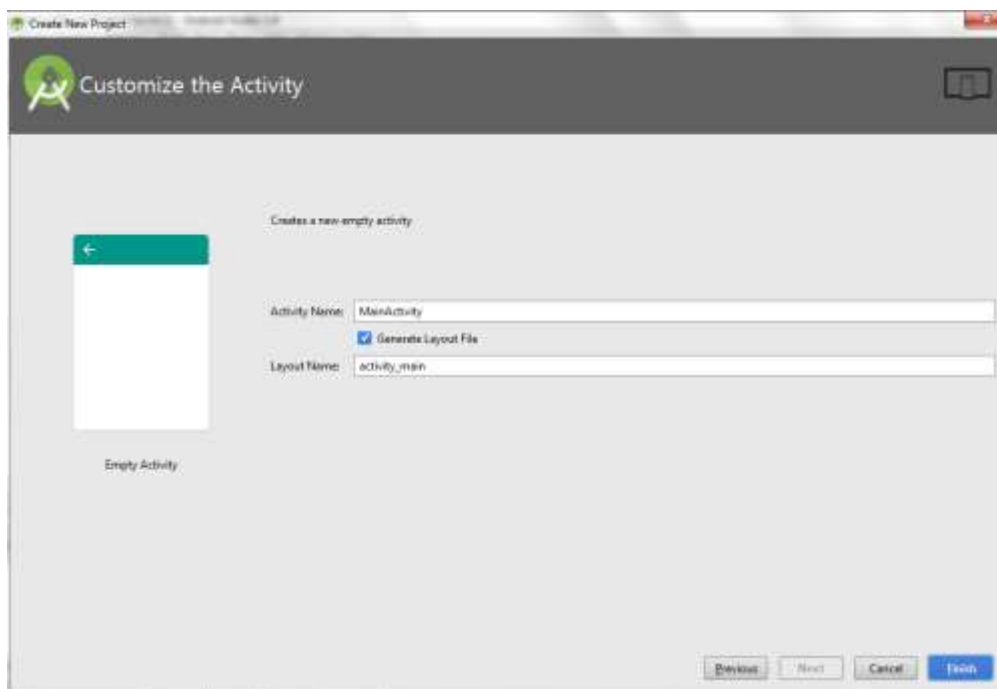 Create New Project
Customize the Activity
Creates a new empty activity
Activity Name: MainActivity
Generate Layout File
Layout Name: activity_main
Empty Activity
Previous Next Cancel Finish